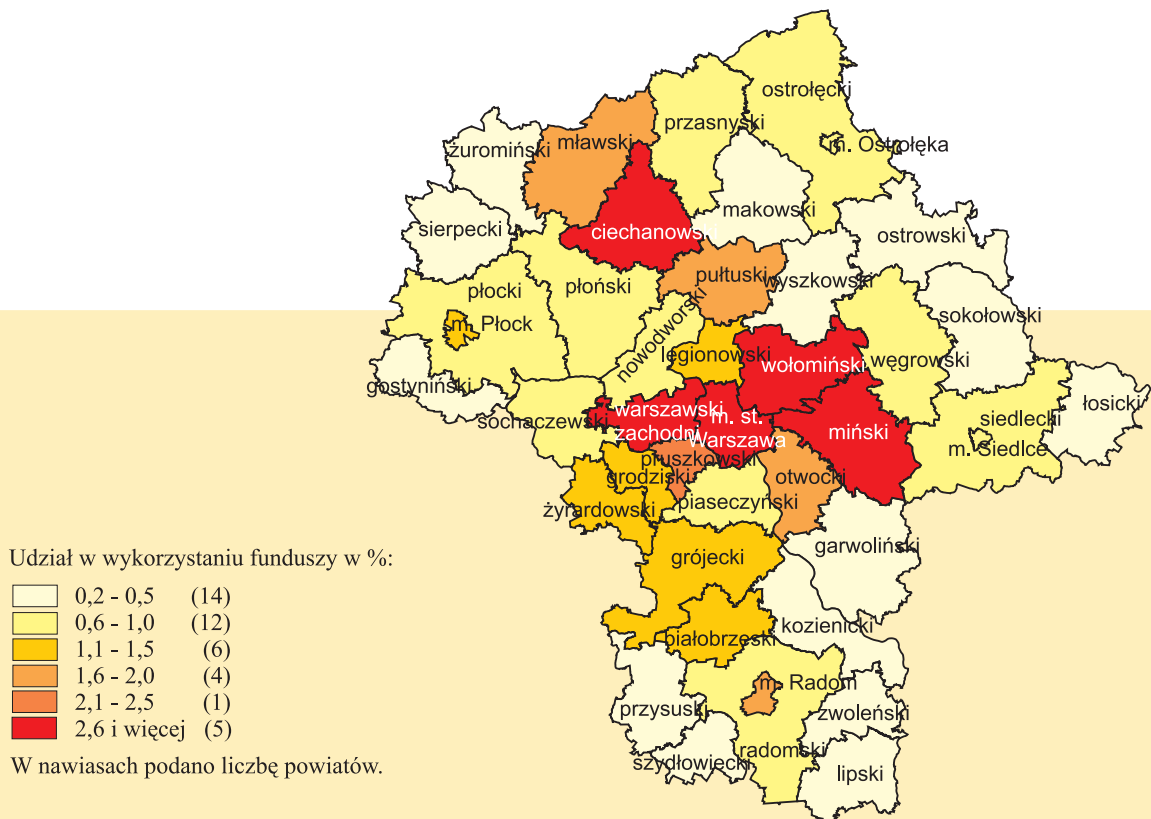 ostrołęcki
przasnyski
m. Ostrołęka
mławski
żuromiński
makowski
sierpecki
ciechanowski
ostrowski
pułtuski
wyszkowski
płocki
płoński
sokołowski
m. Płock
nowodworski
legionowski
wołomiński
węgrowski
gostyniński
łosicki
siedlecki
sochaczewski
warszawski
zachodni
m. st.
Warszawa
miński
m. Siedlce
pruszkowski
grodziski
otwocki
piaseczyński
żyrardowski
garwoliński
grójecki
kozienicki
białobrzeski
m. Radom
przysuski
zwoleński
radomski
szydłowiecki
lipski
Udział w wykorzystaniu funduszy w %:
0,2 - 0,5 (14)
0,6 - 1,0 (12)
1,1 - 1,5 (6)
1,6 - 2,0 (4)
2,1 - 2,5 (1)
2,6 i więcej (5)
W nawiasach podano liczbę powiatów.